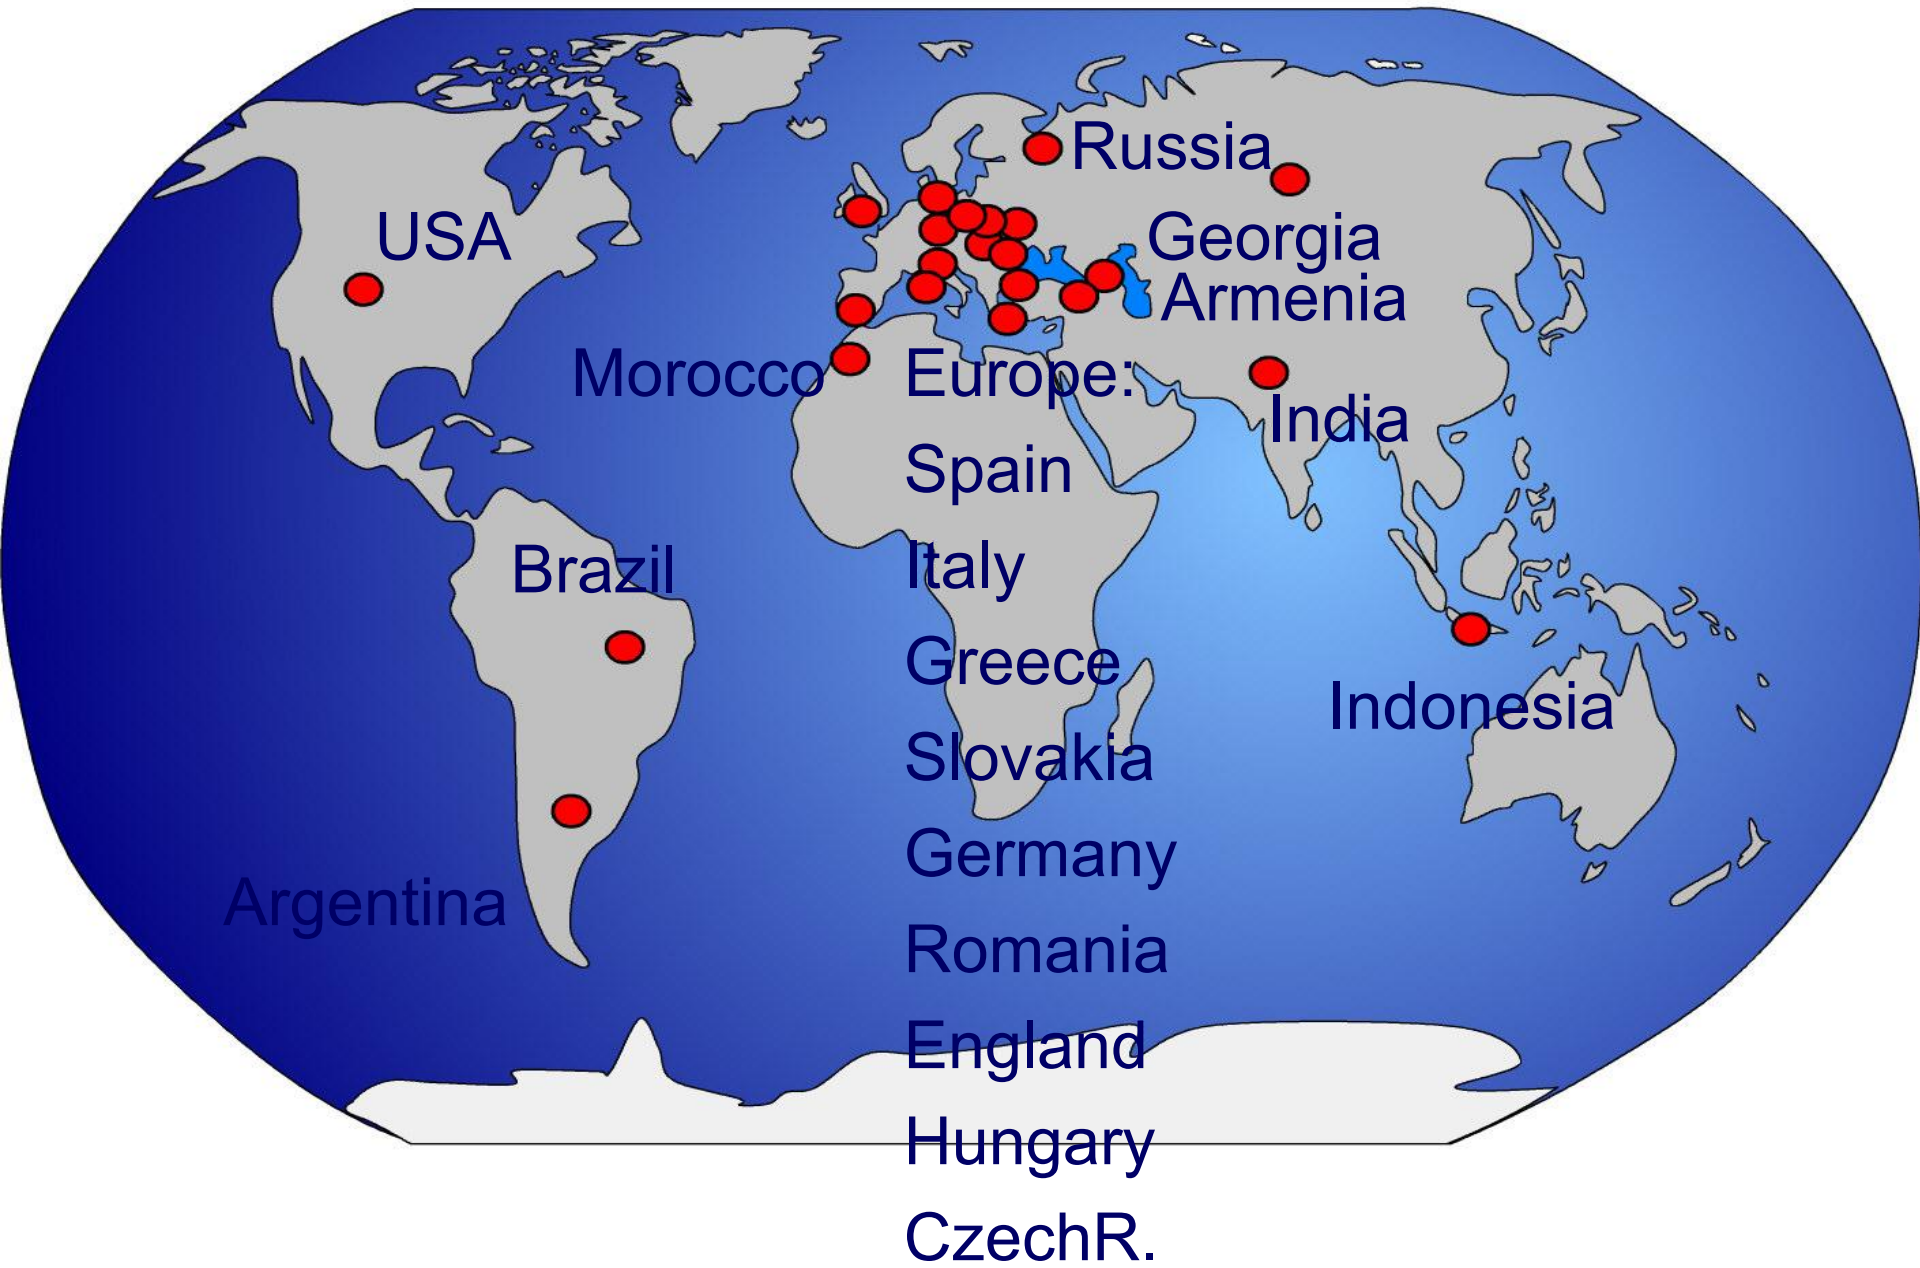 Russia
USA
Georgia
Armenia
Morocco
Europe:
India
Spain
Brazil
Italy
Greece
Indonesia
Slovakia
Germany
Argentina
Romania
England
Hungary
CzechR.